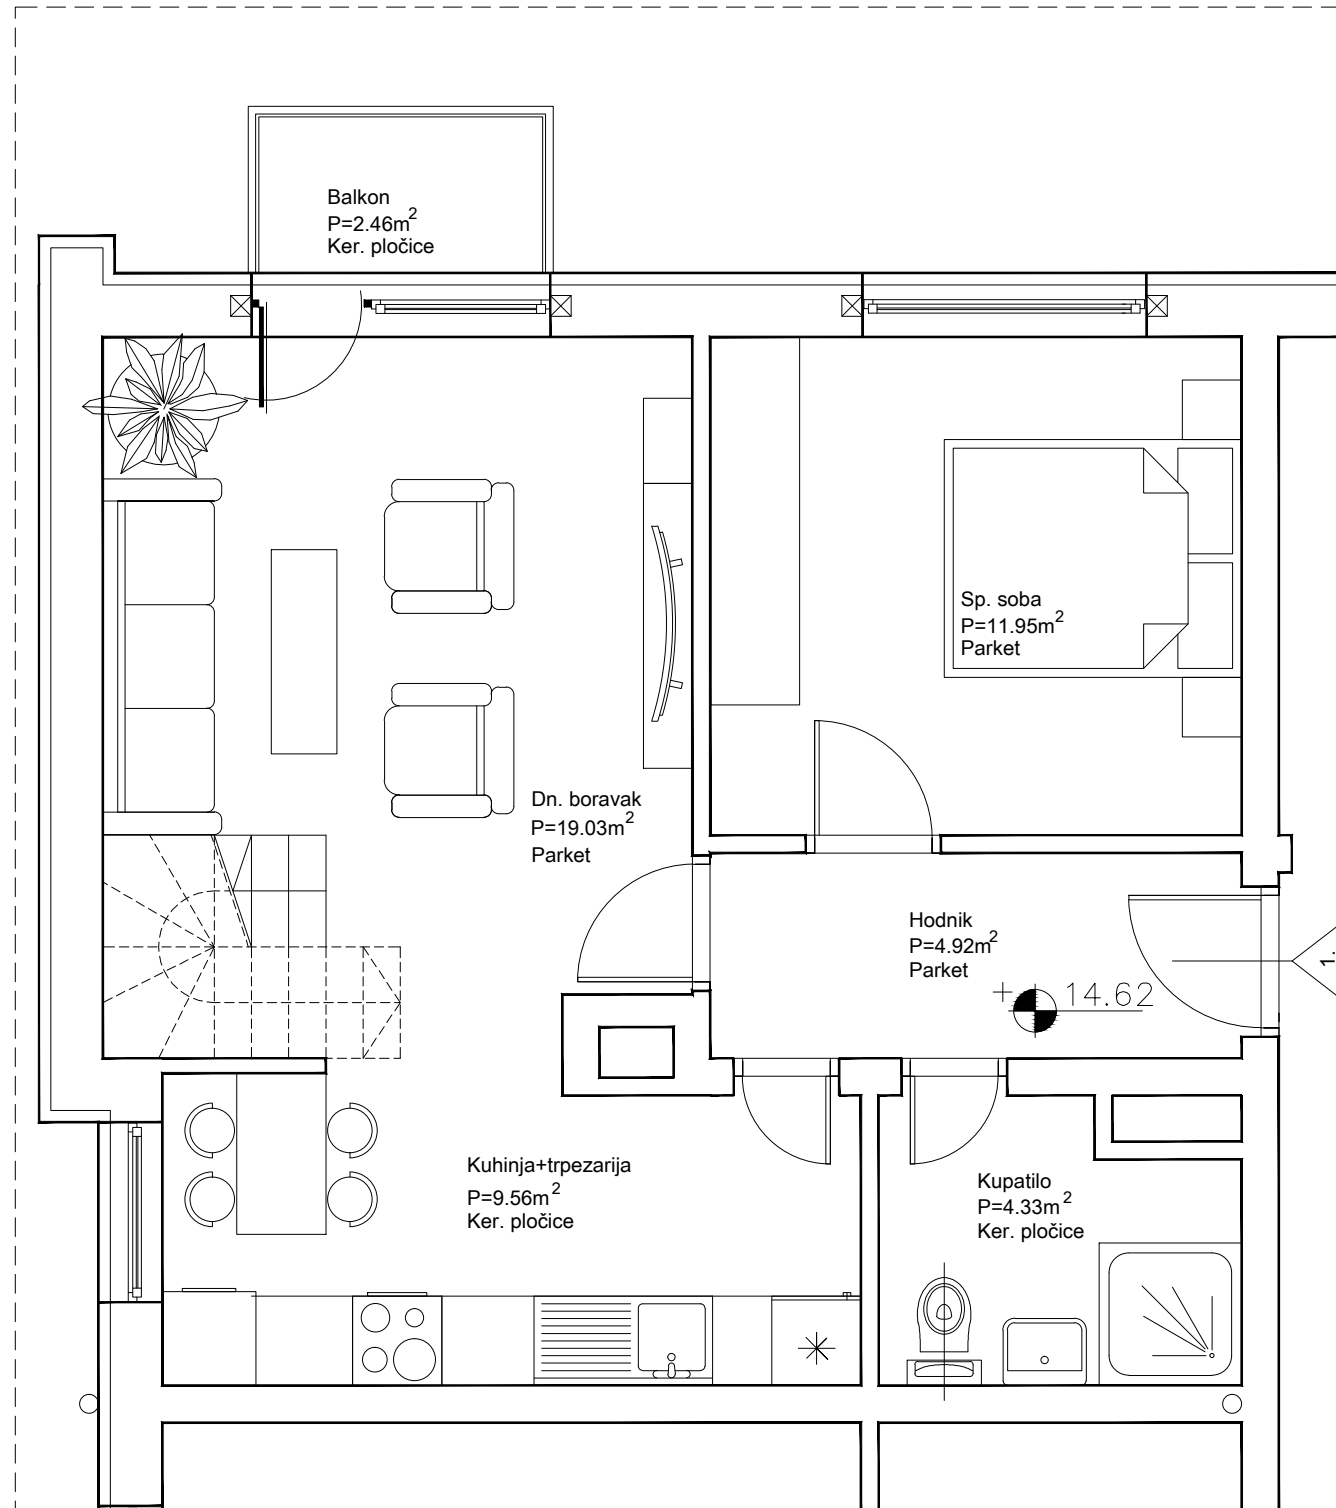 Balkon
P=2.46m²
Ker. pločice
Sp. soba
P=11.95m²
Parket
Dn. boravak
P=19.03m²
Parket
Hodnik
P=4.92m²
Parket
14.62
1.
Kuhinja+trpezarija
P=9.56m²
Ker. pločice
Kupatilo
P=4.33m²
Ker. pločice